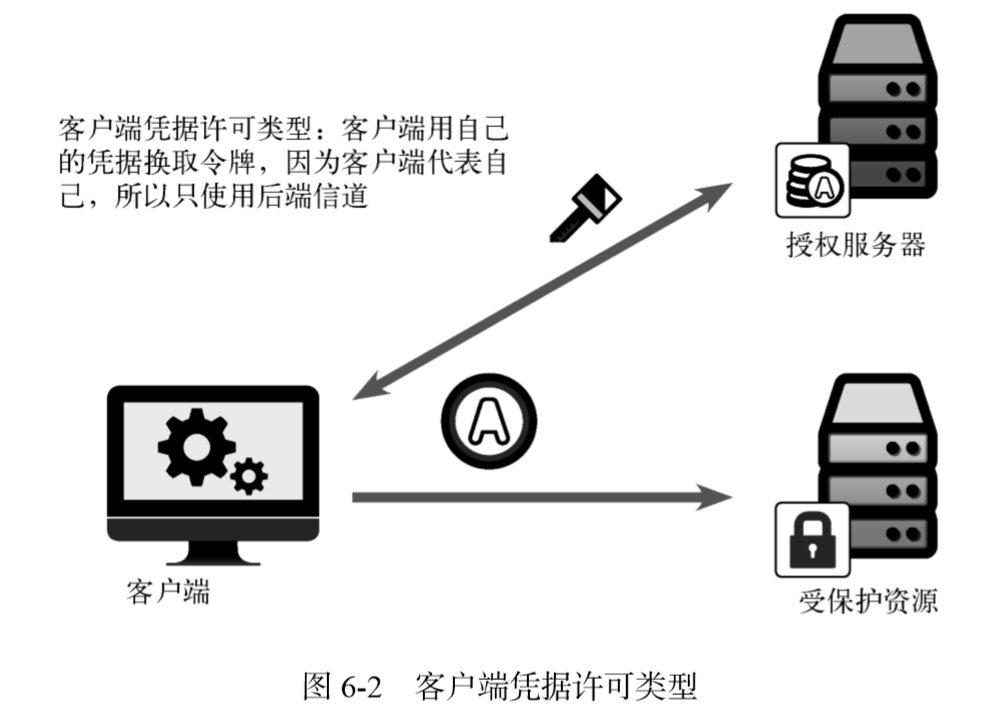 客户端凭据许可类型：客户端用自己
的凭据换取令牌，因为客户端代表自
己，所以只使用后端信道
A
授权服务器
A
客户端
受保护资源
图 6-2 客户端凭据许可类型